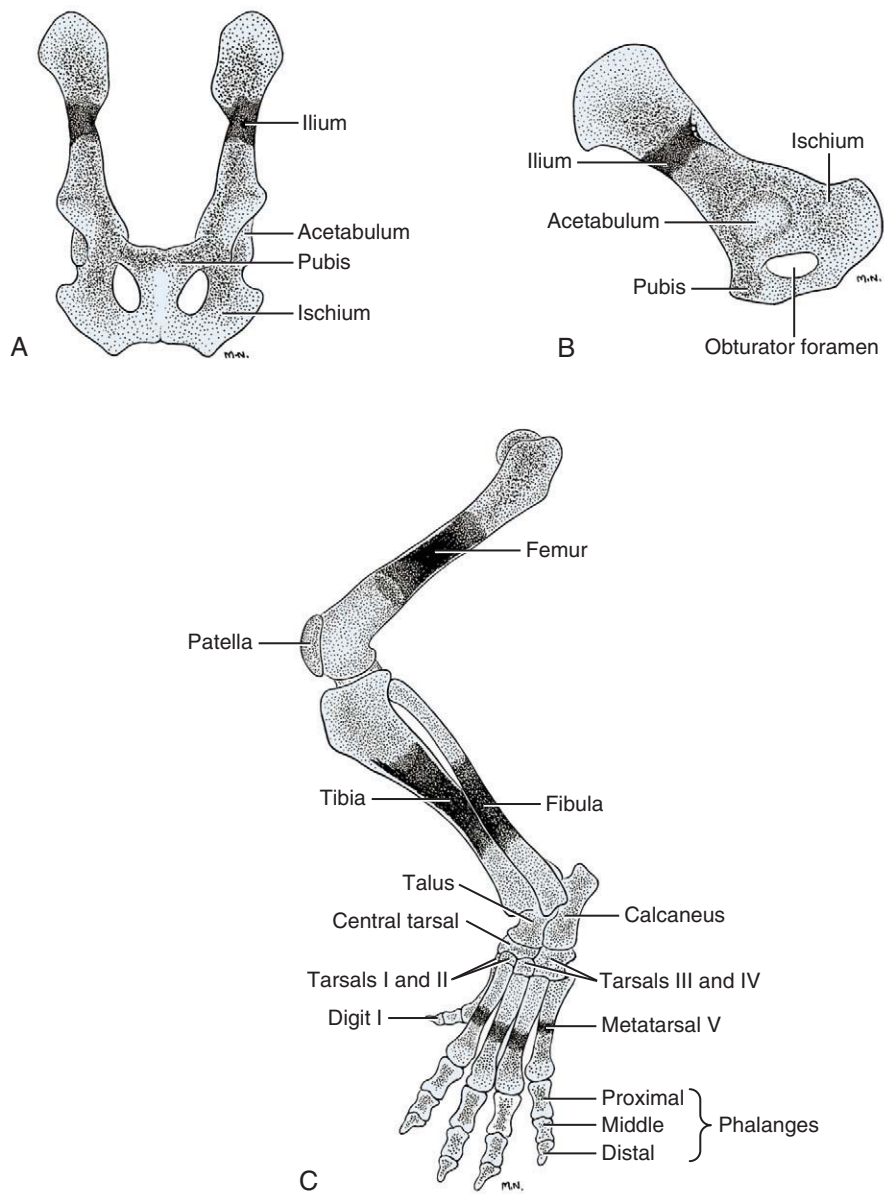 Ilium
Acetabulum
Pubis
Ischium
A
M.N.
Ischium
Ilium
Acetabulum
Pubis
M.N.
B
Obturator foramen
Femur
Patella
Tibia
Fibula
Talus
Calcaneus
Central tarsal
Tarsals I and II
Tarsals III and IV
Digit I
Metatarsal V
Proximal
Middle
Phalanges
Distal
C
M.N.